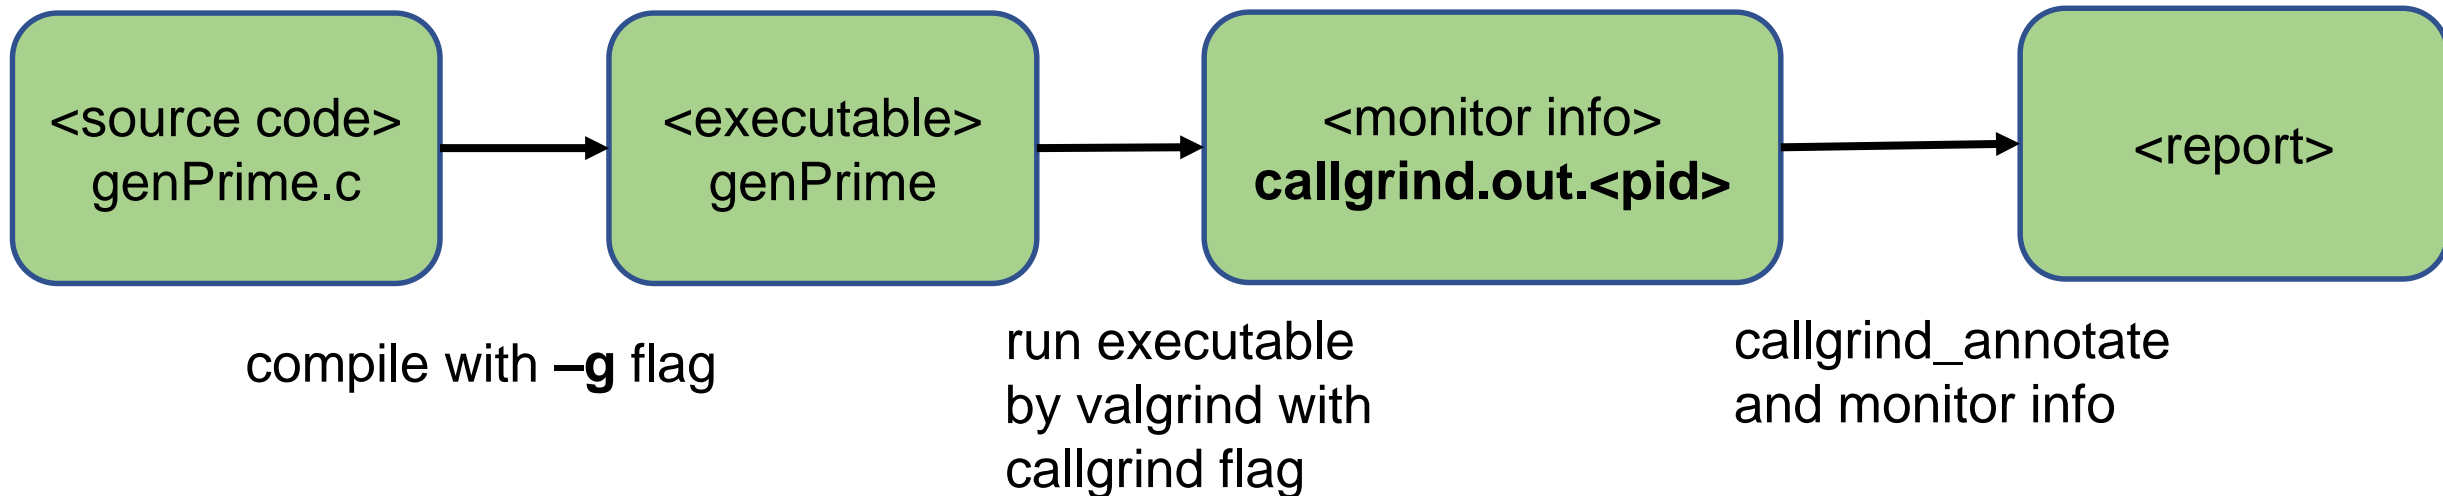 <source code>
genPrime.c
<executable>
genPrime
<monitor info>
callgrind.out.<pid>
<report>
compile with –g flag
run executable
by valgrind with
callgrind flag
callgrind_annotate
and monitor info